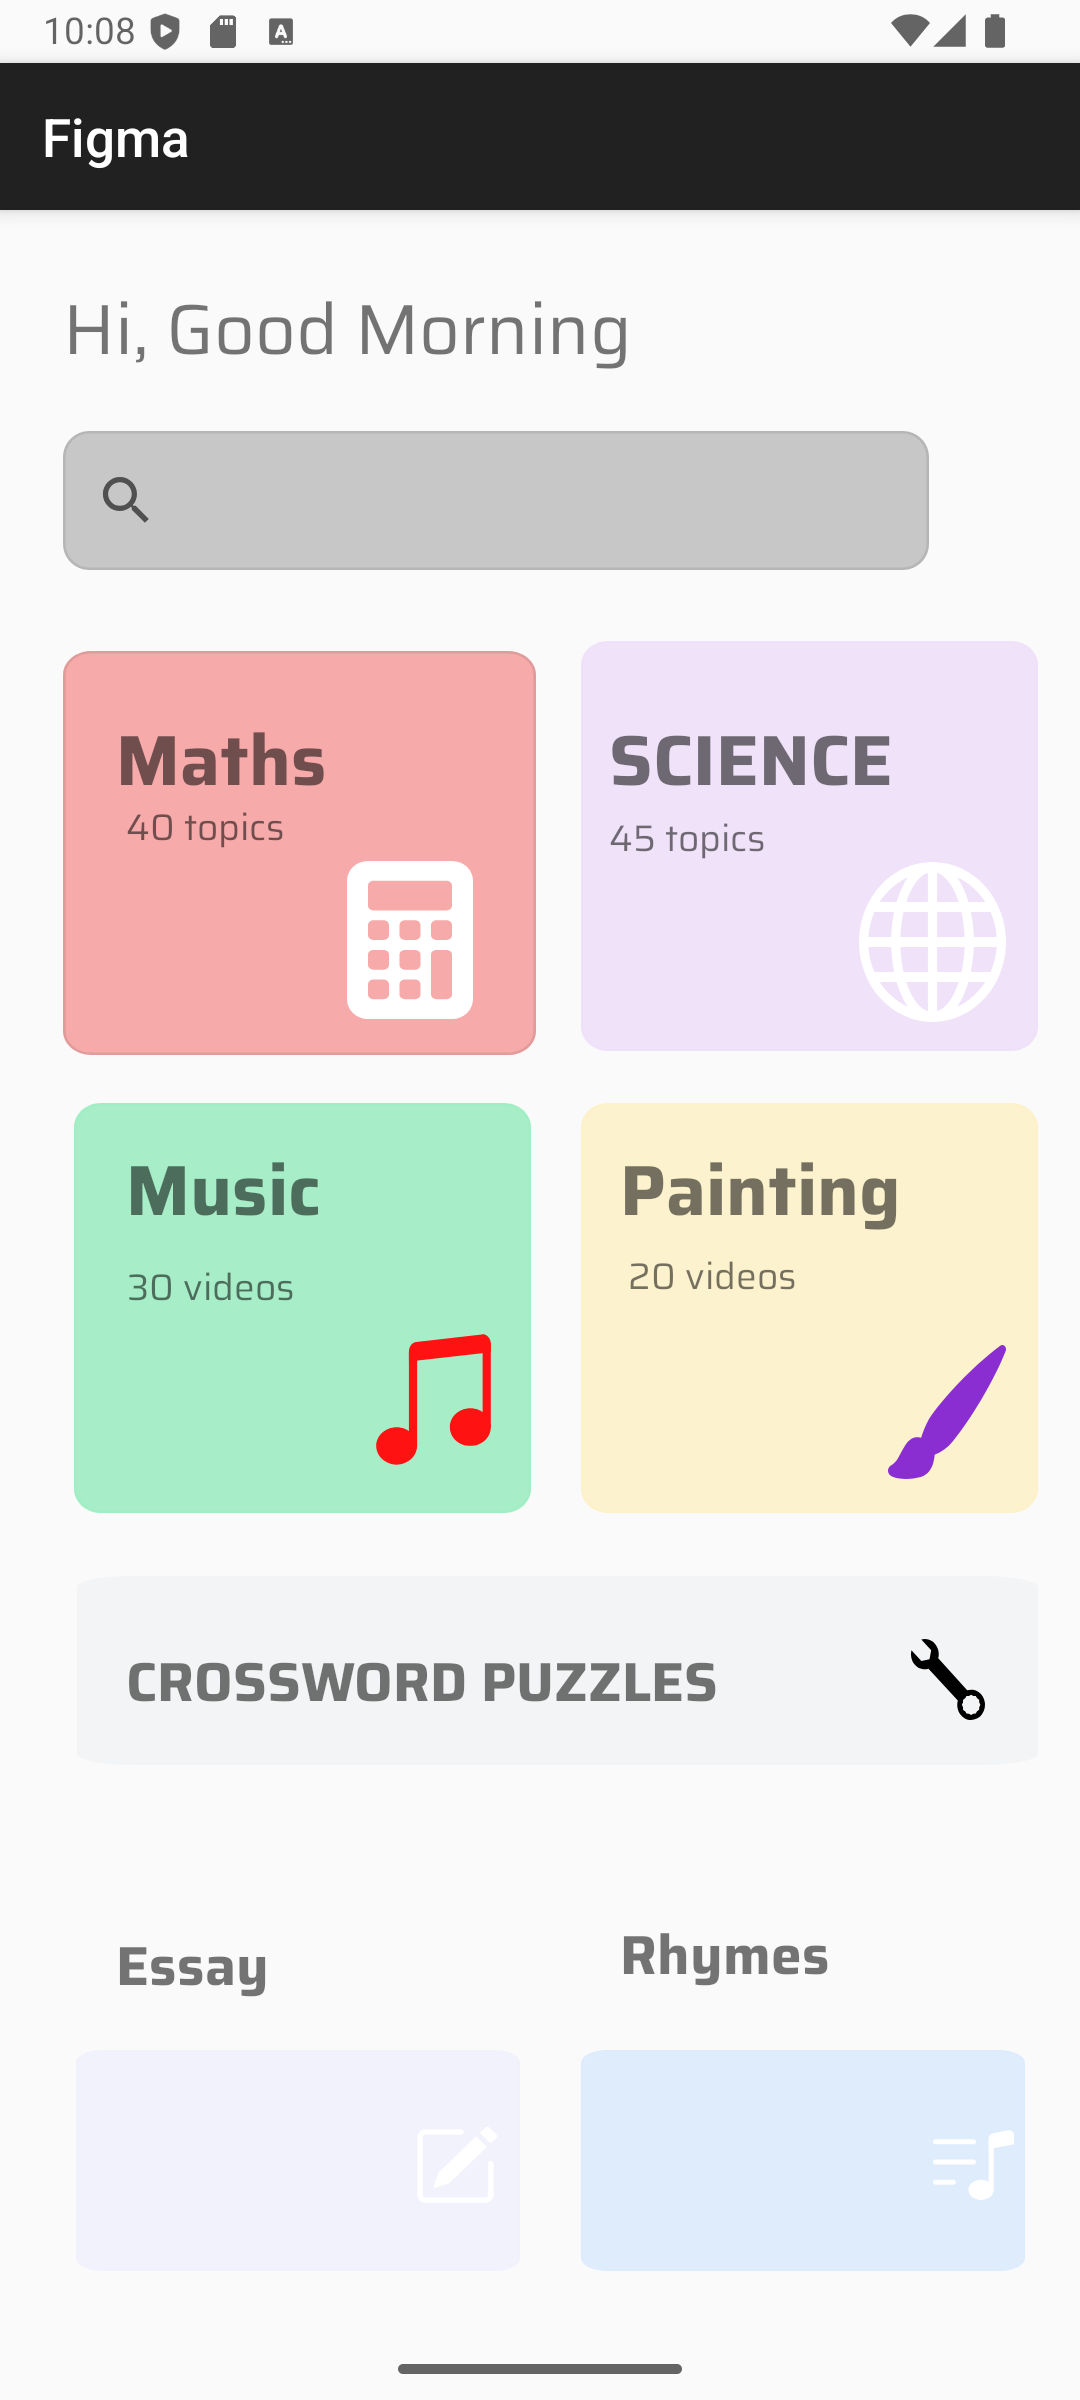 10:08
Figma
Hi, Good Morning
Maths
40 topics
SCIENCE
45 topics
Music
30 videos
Painting
20 videos
CROSSWORD PUZZLES
Essay
Rhymes